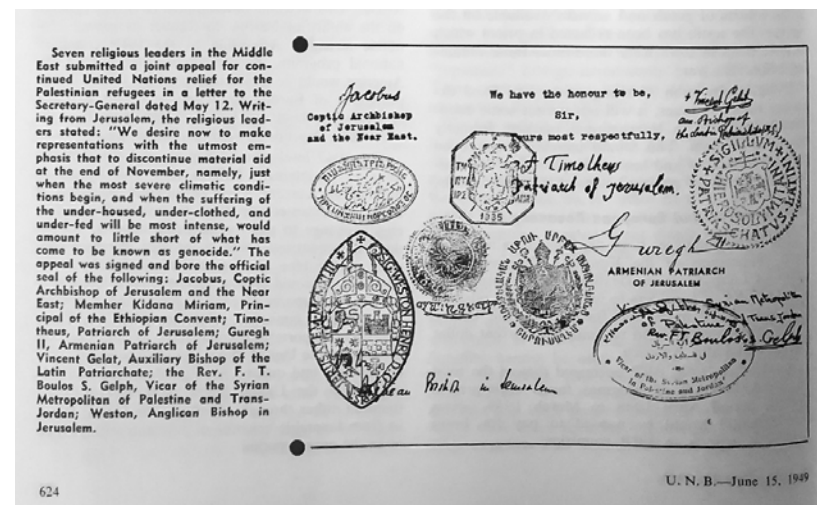 Seven religious leaders in the Middle
East submitted a joint appeal for con-
tinued United Nations relief for the
Palestinian refugees in a letter to the
Secretary-General dated May 12. Writ-
ing from Jerusalem, the religious lead-
ers stated: "We desire now to make
representations with the utmost em-
phasis that to discontinue material aid
at the end of November, namely, just
when the most severe climatic condi-
tions begin, and when the suffering of
the under-housed, under-clothed, and
under-fed will be most intense, would
amount to little short of what has
come to be known as genocide." The
appeal was signed and bore the official
seal of the following: Jacobus, Coptic
Archbishop of Jerusalem and the Near
East; Memher Kidana Miriam, Prin-
cipal of the Ethiopian Convent; Timo-
theus, Patriarch of Jerusalem; Guregh
II, Armenian Patriarch of Jerusalem;
Vincent Gelat, Auxiliary Bishop of the
Latin Patriarchate; the Rev. F. T.
Boulos S. Gelph, Vicar of the Syrian
Metropolitan of Palestine and Trans-
Jordan; Weston, Anglican Bishop in
Jerusalem.
Jacobus
Coptic Archbishop
of Jerusalem
and the Near East.
We have the honour to be,
Sir,
Yours most respectfully,
+ Vincent Gelat
SIGILLVM
Timotheus
Patriarch of Jerusalem.
1935
Guregh
ARMENIAN PATRIARCH
OF JERUSALEM
Syrian Metropolitan
of Palestine & Trans Jordan
Rev. F.T. Boulos S. Gelph
Vicar of the Syrian Metropolitan
in Palestine and Jordan
in Jerusalem
624
U. N. B.—June 15, 1949